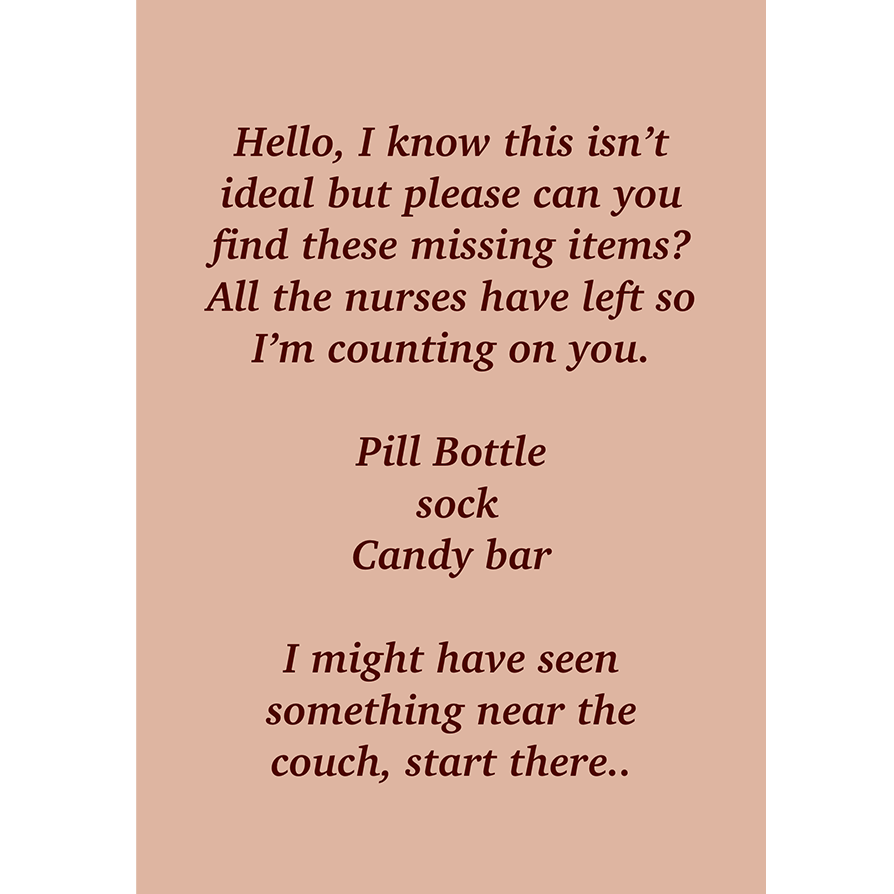 Hello, I know this isn’t
ideal but please can you
find these missing items?
All the nurses have left so
I’m counting on you.
Pill Bottle
sock
Candy bar
I might have seen
something near the
couch, start there..